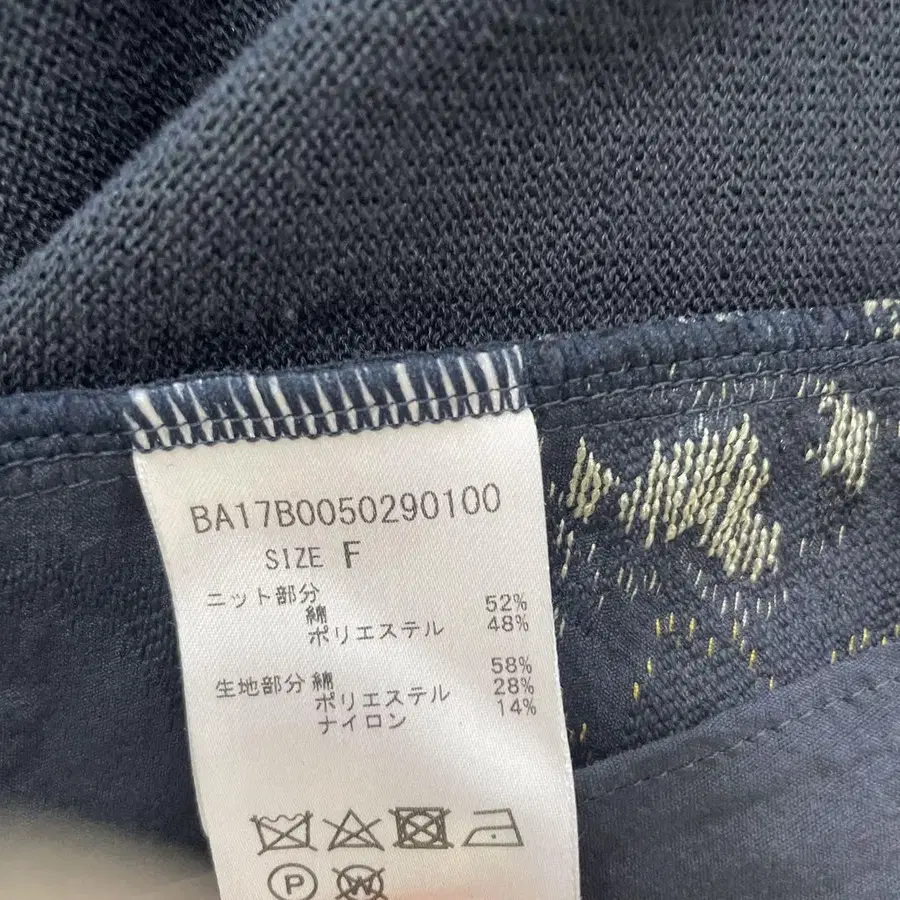 BA17B0050290100
SIZE F
ニット部分
綿 52%
ポリエステル 48%
生地部分 綿 58%
ポリエステル 28%
ナイロン 14%
P
W